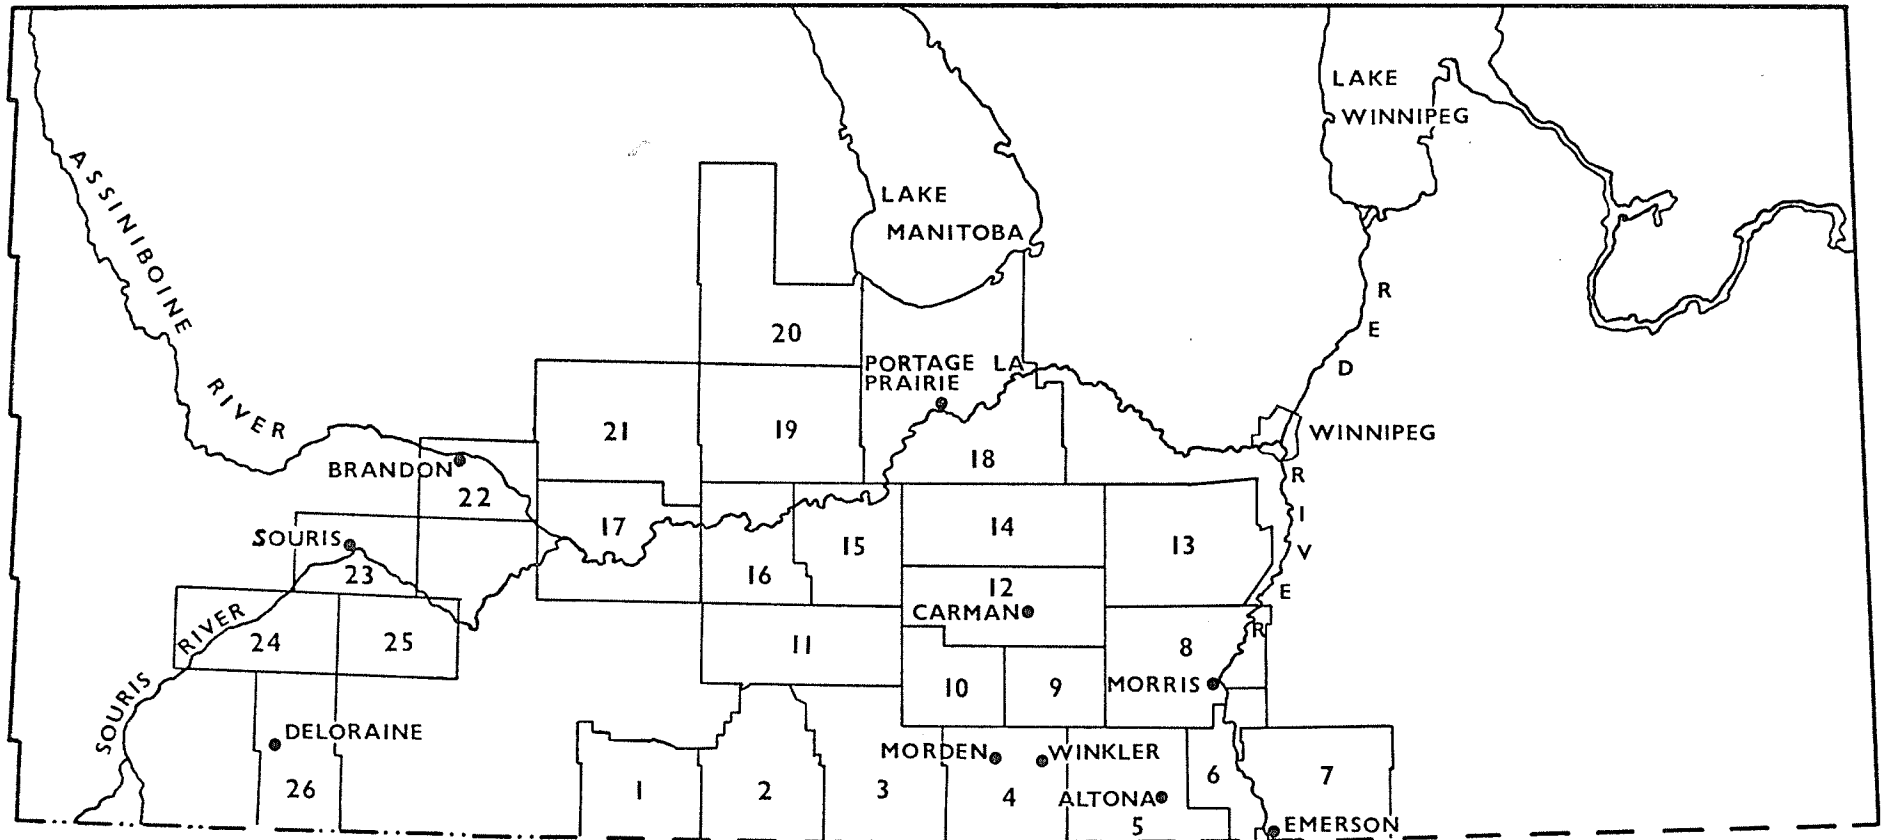 LAKE
WINNIPEG
ASSINIBOINE
RIVER
LAKE
MANITOBA
RED
RIVER
20
PORTAGE LA
PRAIRIE
21
19
18
WINNIPEG
BRANDON
22
17
SOURIS
23
16
15
14
13
12
CARMAN
SOURIS
RIVER
24
25
11
10
9
8
MORRIS
DELORAINE
26
MORDEN
WINKLER
1
2
3
4
ALTONA
5
6
7
EMERSON